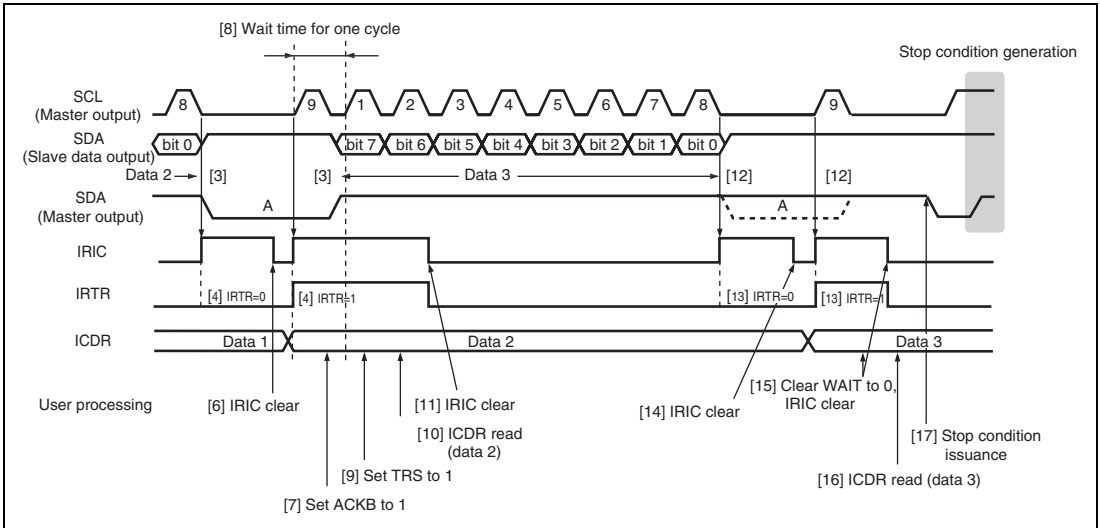 [8] Wait time for one cycle
Stop condition generation
SCL
(Master output)
8 9 1 2 3 4 5 6 7 8 9
SDA
(Slave data output)
bit 0 bit 7 bit 6 bit 5 bit 4 bit 3 bit 2 bit 1 bit 0
Data 2 [3] [3] Data 3 [12] [12]
SDA
(Master output)
A A
IRIC
IRTR
[4] IRTR=0 [4] IRTR=1 [13] IRTR=0 [13] IRTR=1
ICDR
Data 1 Data 2 Data 3
User processing
[6] IRIC clear
[11] IRIC clear
[10] ICDR read
(data 2)
[9] Set TRS to 1
[7] Set ACKB to 1
[14] IRIC clear
[15] Clear WAIT to 0,
IRIC clear
[17] Stop condition
issuance
[16] ICDR read (data 3)